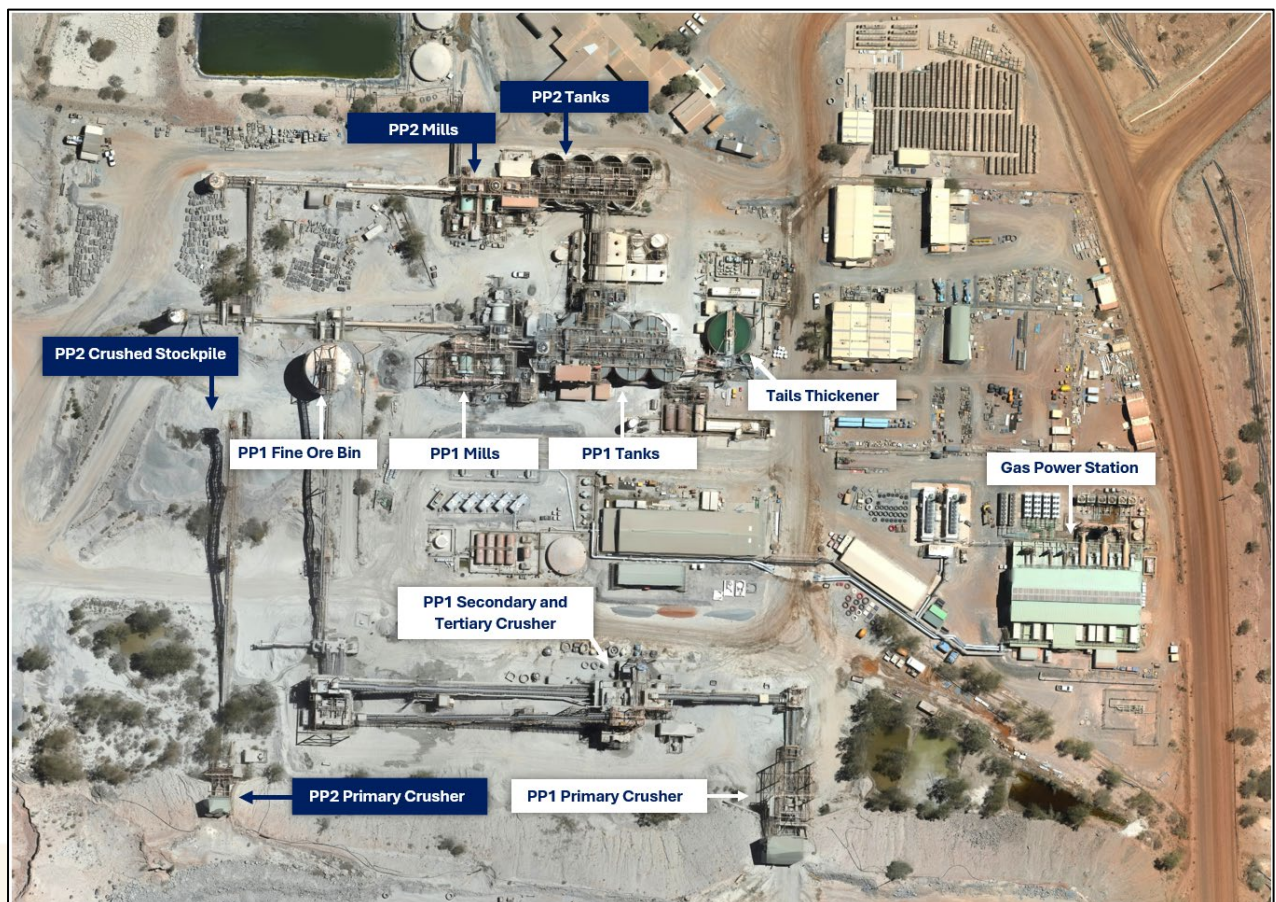 PP2 Tanks
PP2 Mills
PP2 Crushed Stockpile
Tails Thickener
PP1 Fine Ore Bin
PP1 Mills
PP1 Tanks
Gas Power Station
PP1 Secondary and
Tertiary Crusher
PP2 Primary Crusher
PP1 Primary Crusher